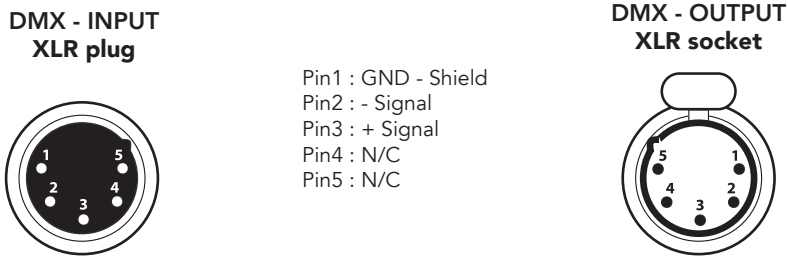 DMX - INPUT
XLR plug
DMX - OUTPUT
XLR socket
Pin1 : GND - Shield
Pin2 : - Signal
Pin3 : + Signal
Pin4 : N/C
Pin5 : N/C
1 5
2 4
3
5 1
4 2
3